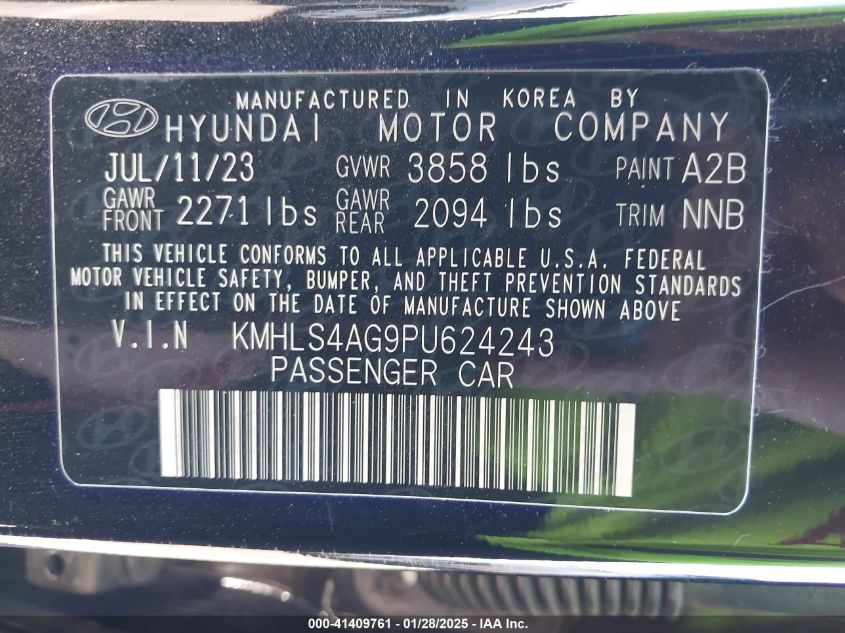 MANUFACTURED IN KOREA BY
HYUNDAI MOTOR COMPANY
JUL/11/23 GVWR 3858 lbs PAINT A2B
GAWR FRONT 2271 lbs GAWR REAR 2094 lbs TRIM NNB
THIS VEHICLE CONFORMS TO ALL APPLICABLE U.S.A. FEDERAL
MOTOR VEHICLE SAFETY, BUMPER, AND THEFT PREVENTION STANDARDS
IN EFFECT ON THE DATE OF MANUFACTURE SHOWN ABOVE
V.I.N KMHLS4AG9PU624243
PASSENGER CAR
000-41409761 - 01/28/2025 - IAA, Inc.